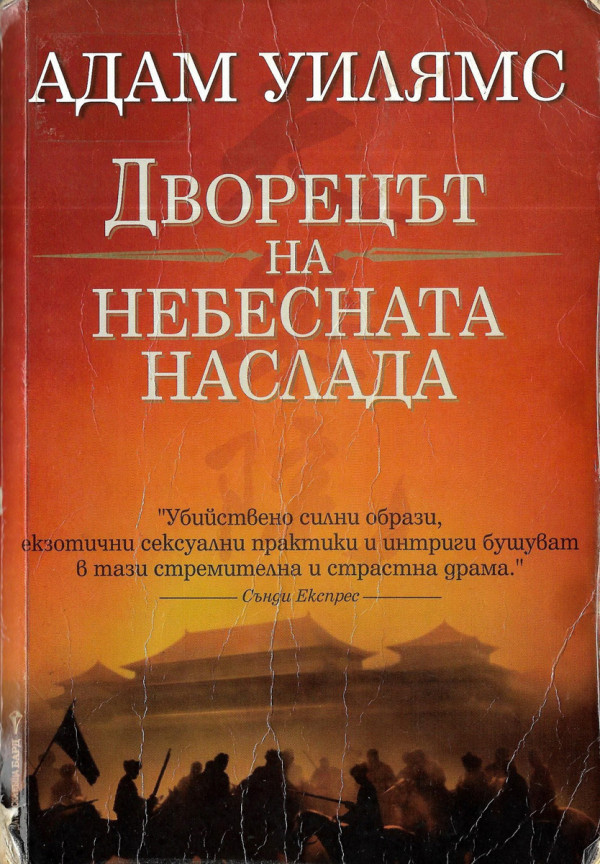 АДАМ УИЛЯМС
ДВОРЕЦЪТ
НА
НЕБЕСНАТА
НАСЛАДА
"Убийствено силни образи,
екзотични сексуални практики и интриги бушуват
в тази стремителна и страстна драма."
Сънди Експрес
БАРД